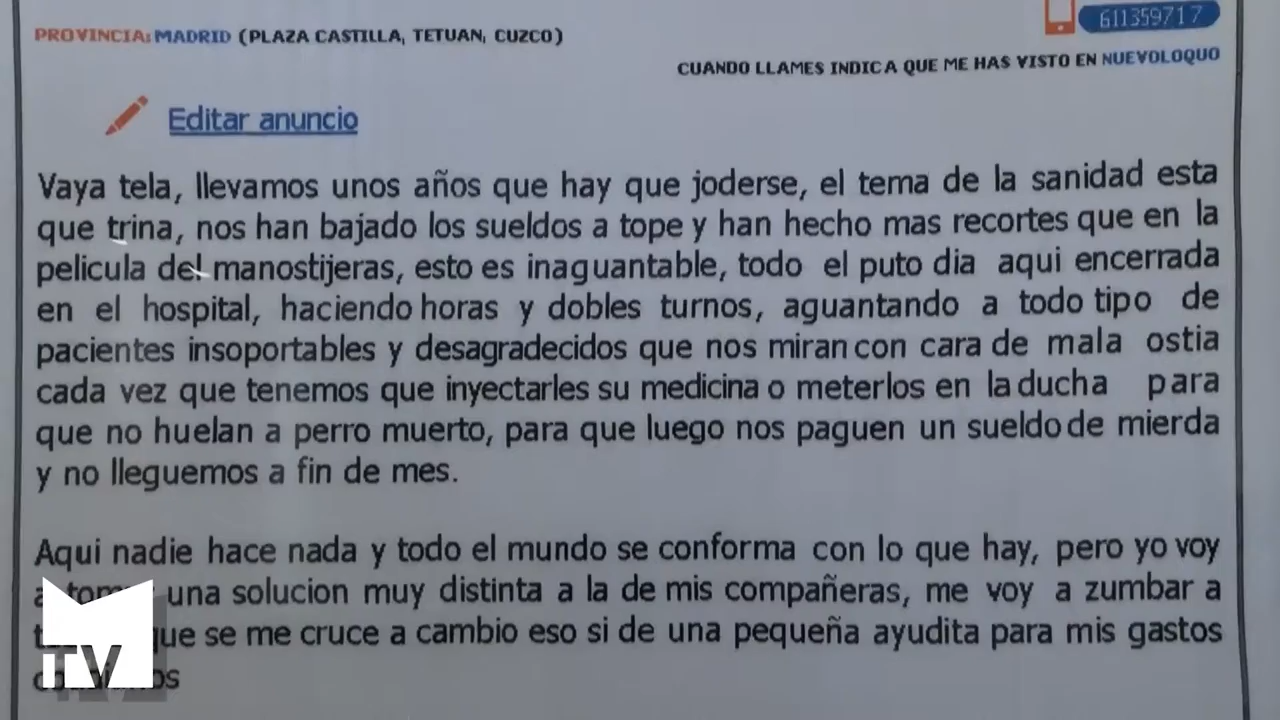 PROVINCIA: MADRID (PLAZA CASTILLA, TETUAN, CUZCO)
611359717
CUANDO LLAMES INDICA QUE ME HAS VISTO EN NUEVOLOQUO
Editar anuncio
Vaya tela, llevamos unos años que hay que joderse, el tema de la sanidad esta
que trina, nos han bajado los sueldos a tope y han hecho mas recortes que en la
pelicula del manostijeras, esto es inaguantable, todo el puto dia aqui encerrada
en el hospital, haciendo horas y dobles turnos, aguantando a todo tipo de
pacientes insoportables y desagradecidos que nos miran con cara de mala ostia
cada vez que tenemos que inyectarles su medicina o meterlos en la ducha para
que no huelan a perro muerto, para que luego nos paguen un sueldo de mierda
y no lleguemos a fin de mes.
Aqui nadie hace nada y todo el mundo se conforma con lo que hay, pero yo voy
una solucion muy distinta a la de mis compañeras, me voy a zumbar a
que se me cruce a cambio eso si de una pequeña ayudita para mis gastos
TV